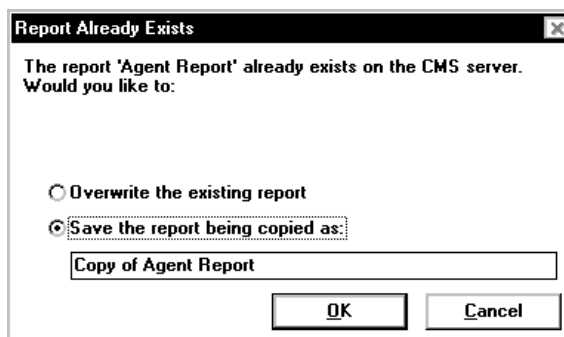 Report Already Exists
The report 'Agent Report' already exists on the CMS server.
Would you like to:
Overwrite the existing report
Save the report being copied as:
Copy of Agent Report
OK Cancel